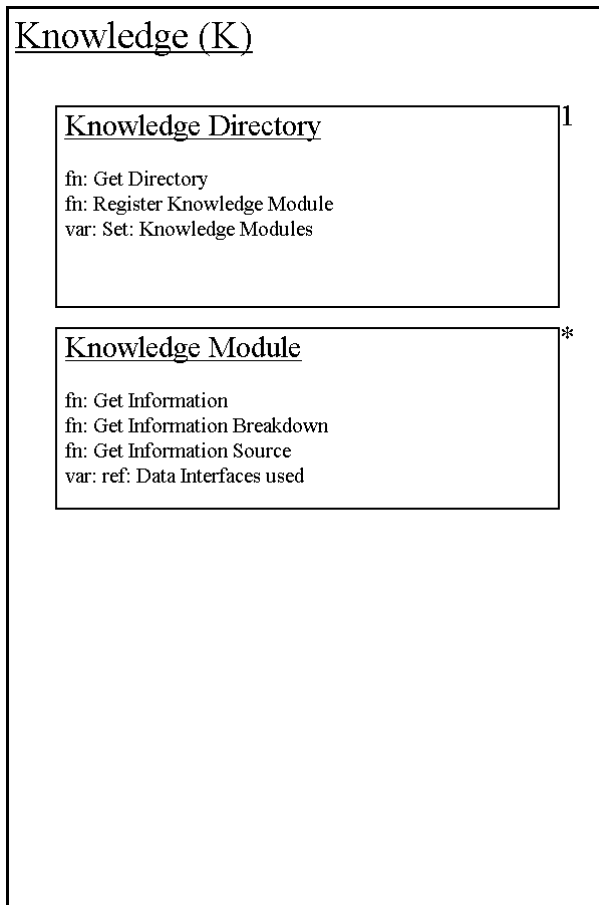 Knowledge (K)
Knowledge Directory
1
fn: Get Directory
fn: Register Knowledge Module
var: Set: Knowledge Modules
Knowledge Module
*
fn: Get Information
fn: Get Information Breakdown
fn: Get Information Source
var: ref: Data Interfaces used